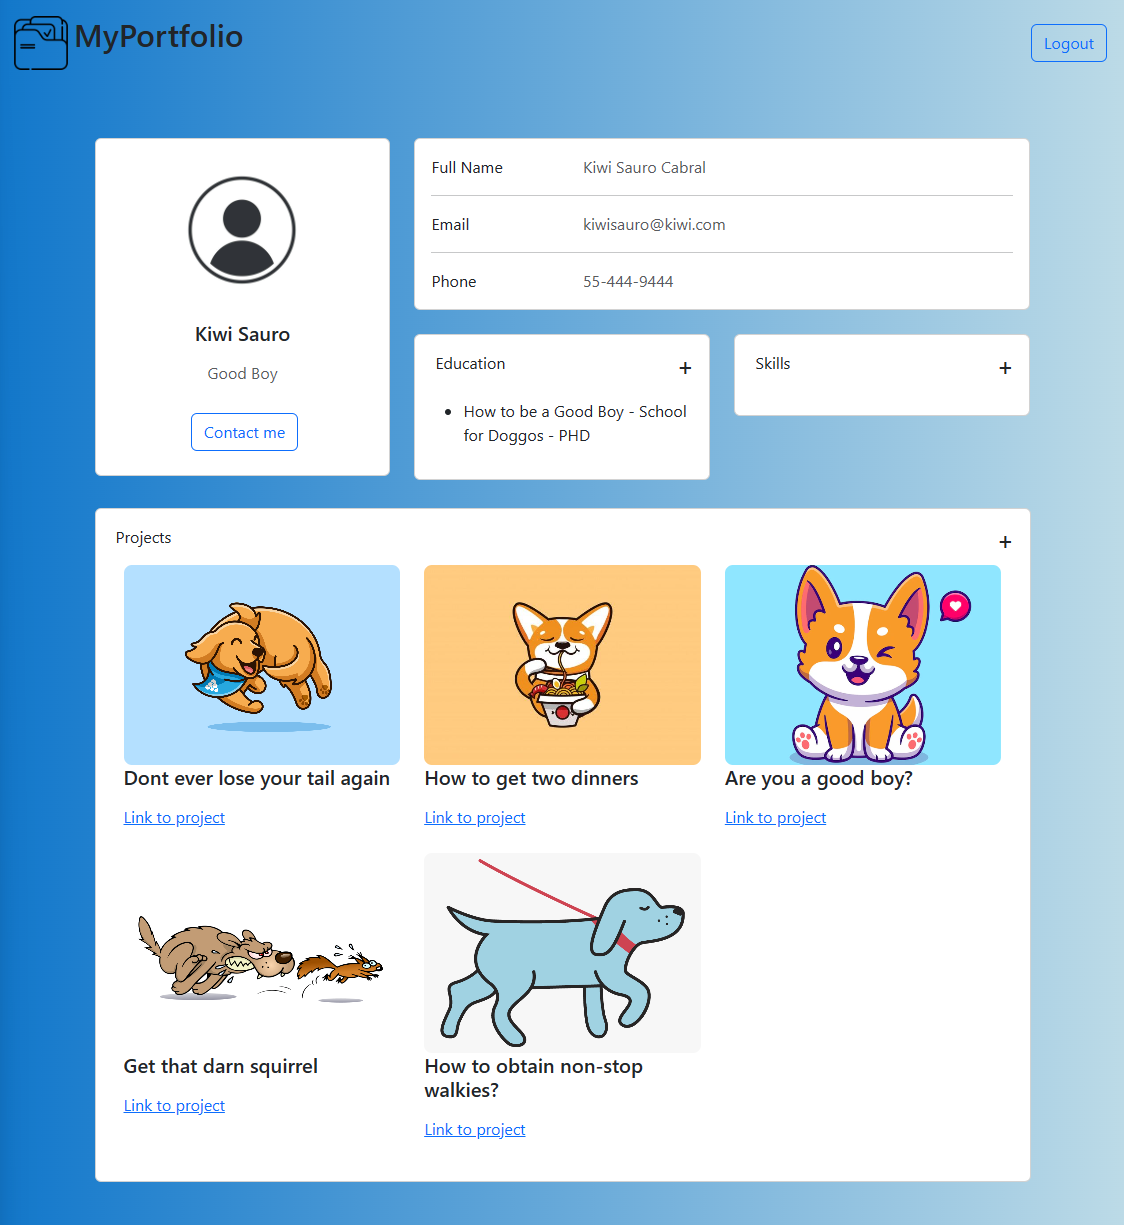 MyPortfolio
Logout
Kiwi Sauro
Good Boy
Contact me
Full Name Kiwi Sauro Cabral
Email kiwisauro@kiwi.com
Phone 55-444-9444
Education +
• How to be a Good Boy - School
for Doggos - PHD
Skills +
Projects +
Dont ever lose your tail again
Link to project
How to get two dinners
Link to project
Are you a good boy?
Link to project
Get that darn squirrel
Link to project
How to obtain non-stop
walkies?
Link to project